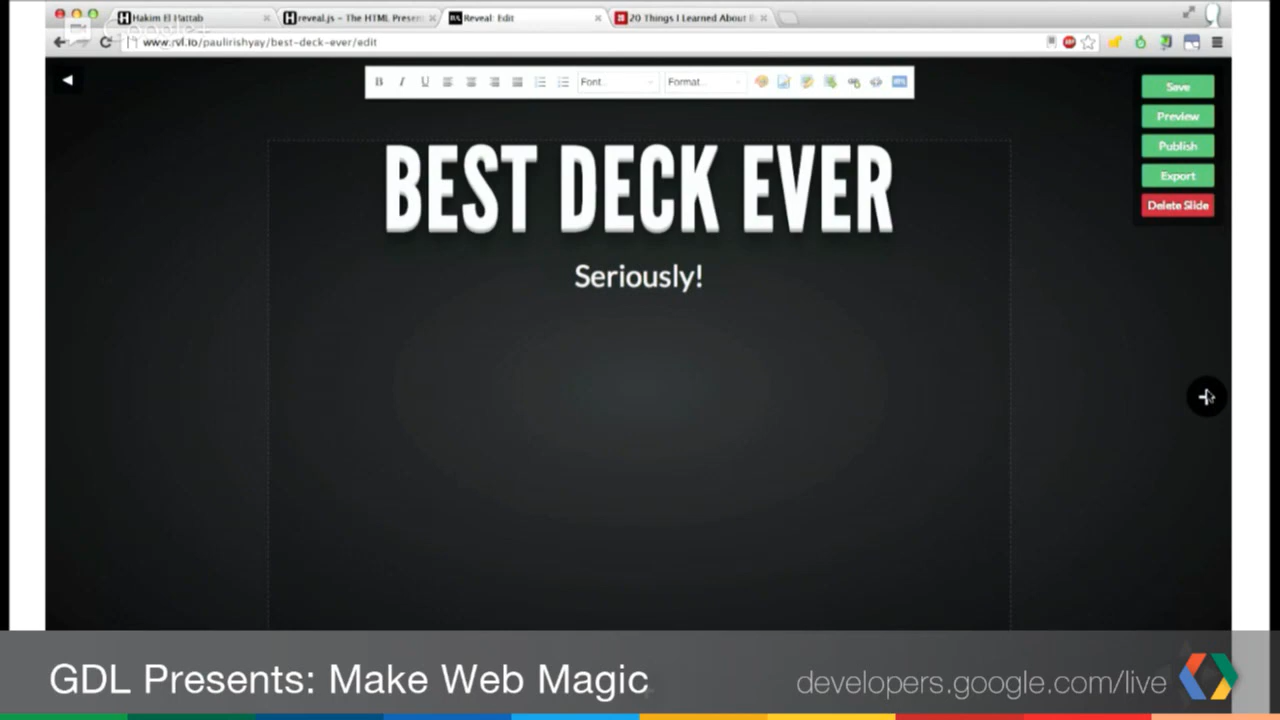 Hakim El Hattab
reveal.js – The HTML Presen
Reveal: Edit
20 Things I Learned About B
Google+
www.rvl.io/paulirishyay/best-deck-ever/edit
B I U Font... Format...
Save
Preview
Publish
Export
Delete Slide
BEST DECK EVER
Seriously!
GDL Presents: Make Web Magic
developers.google.com/live